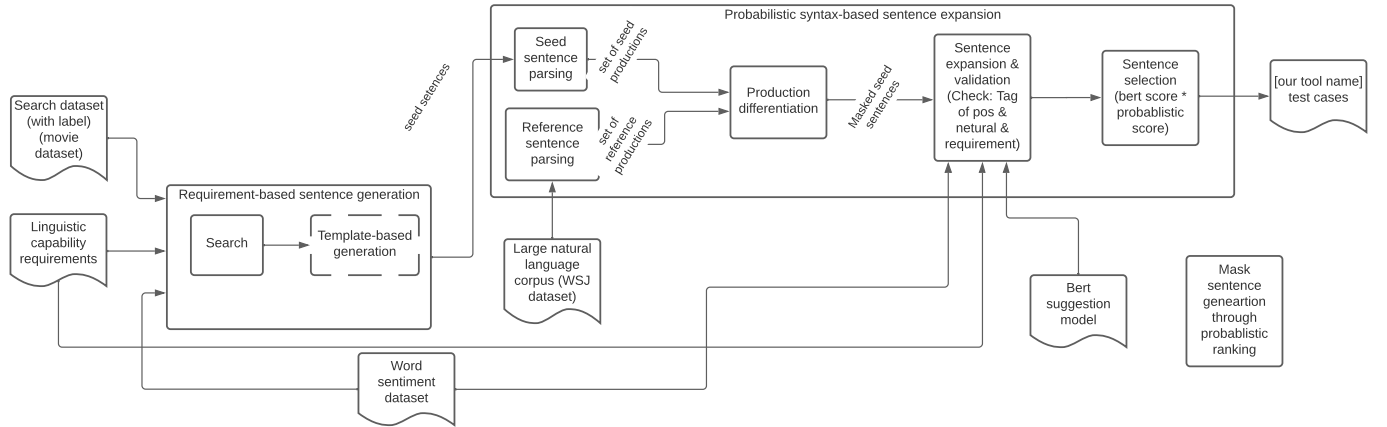 Probabilistic syntax-based sentence expansion
Search dataset
(with label)
(movie
dataset)
Linguistic
capability
requirements
Requirement-based sentence generation
Search
Template-based
generation
seed setences
Seed
sentence
parsing
set of seed
productions
Reference
sentence
parsing
set of
reference
productions
Production
differentiation
Masked seed
sentences
Sentence
expansion &
validation
(Check: Tag
of pos &
netural &
requirement)
Sentence
selection
(bert score *
probablistic
score)
[our tool name]
test cases
Large natural
language
corpus (WSJ
dataset)
Word
sentiment
dataset
Bert
suggestion
model
Mask
sentence
geneartion
through
probablistic
ranking